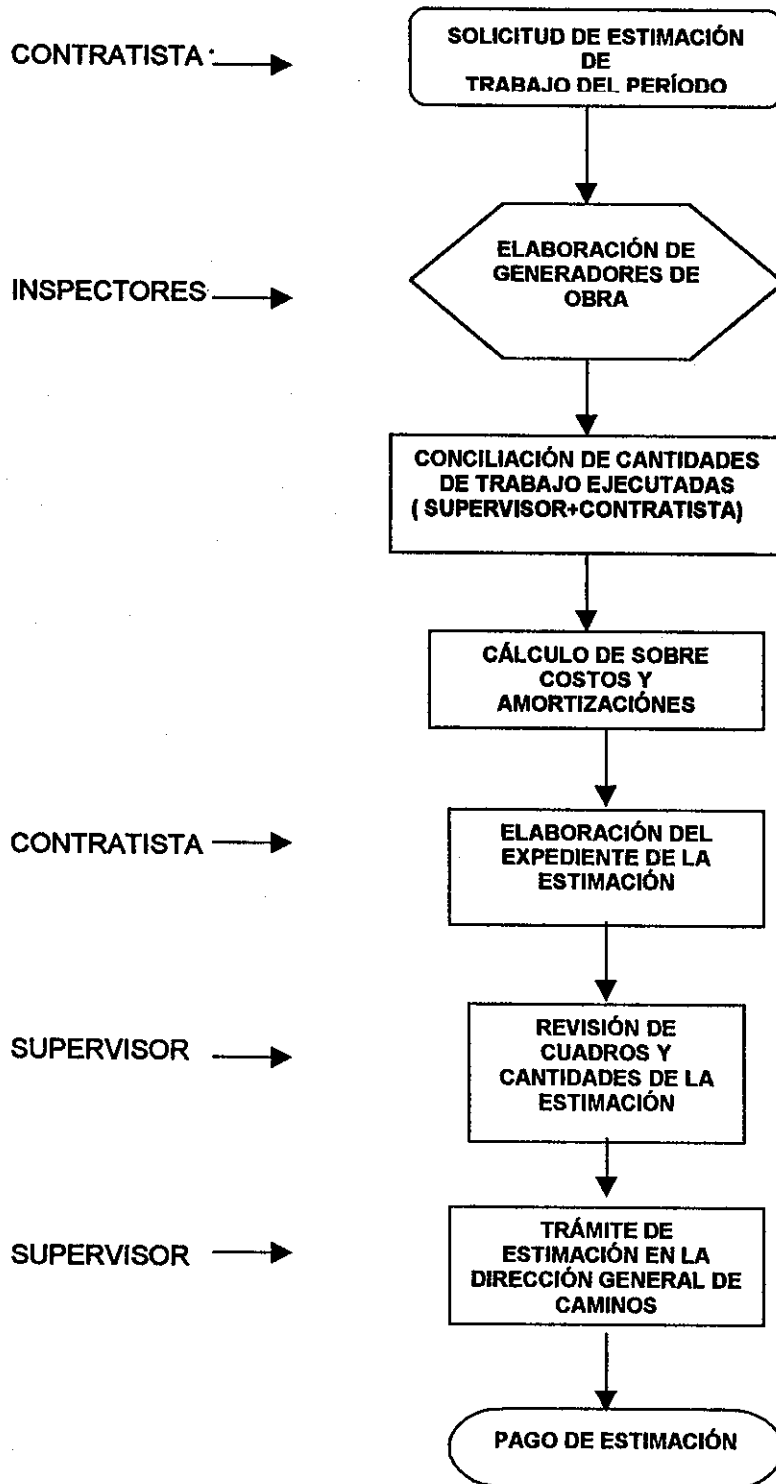 CONTRATISTA
SOLICITUD DE ESTIMACIÓN
DE
TRABAJO DEL PERÍODO
INSPECTORES
ELABORACIÓN DE
GENERADORES DE
OBRA
CONCILIACIÓN DE CANTIDADES
DE TRABAJO EJECUTADAS
( SUPERVISOR+CONTRATISTA)
CÁLCULO DE SOBRE
COSTOS Y
AMORTIZACIÓNES
CONTRATISTA
ELABORACIÓN DEL
EXPEDIENTE DE LA
ESTIMACIÓN
SUPERVISOR
REVISIÓN DE
CUADROS Y
CANTIDADES DE LA
ESTIMACIÓN
SUPERVISOR
TRÁMITE DE
ESTIMACIÓN EN LA
DIRECCIÓN GENERAL DE
CAMINOS
PAGO DE ESTIMACIÓN